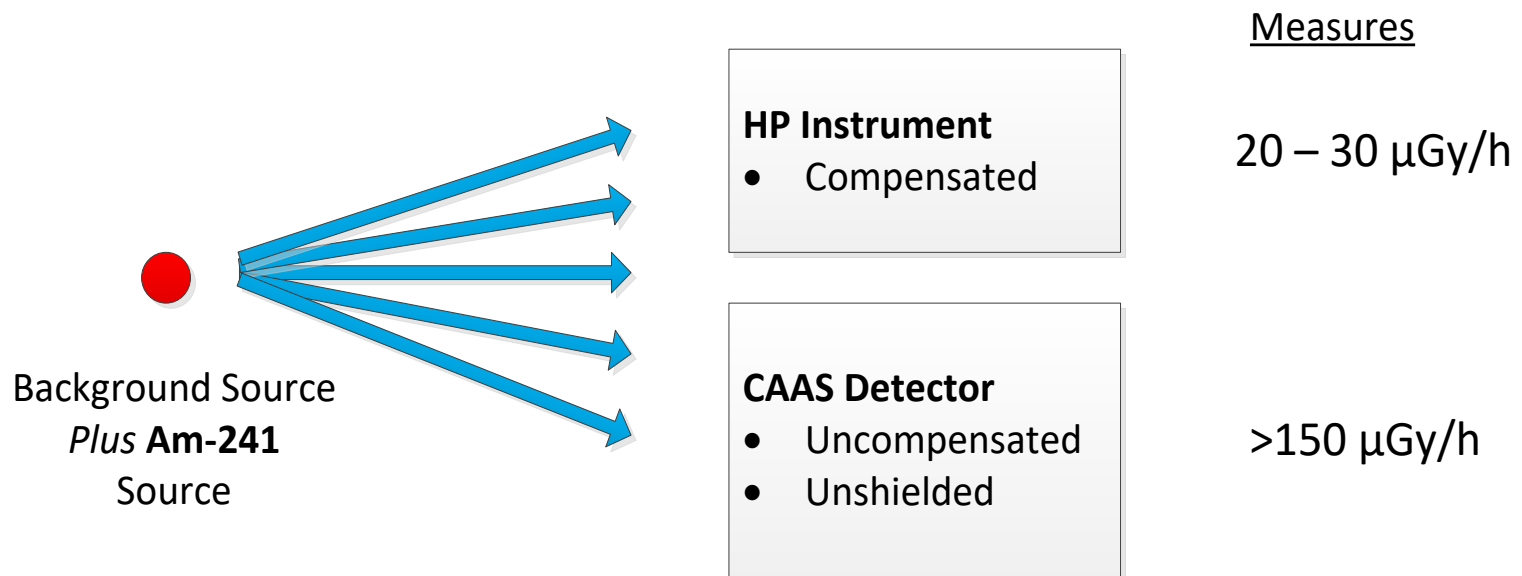 Measures
HP Instrument
• Compensated
20 – 30 µGy/h
Background Source
Plus Am-241
Source
CAAS Detector
• Uncompensated
• Unshielded
>150 µGy/h